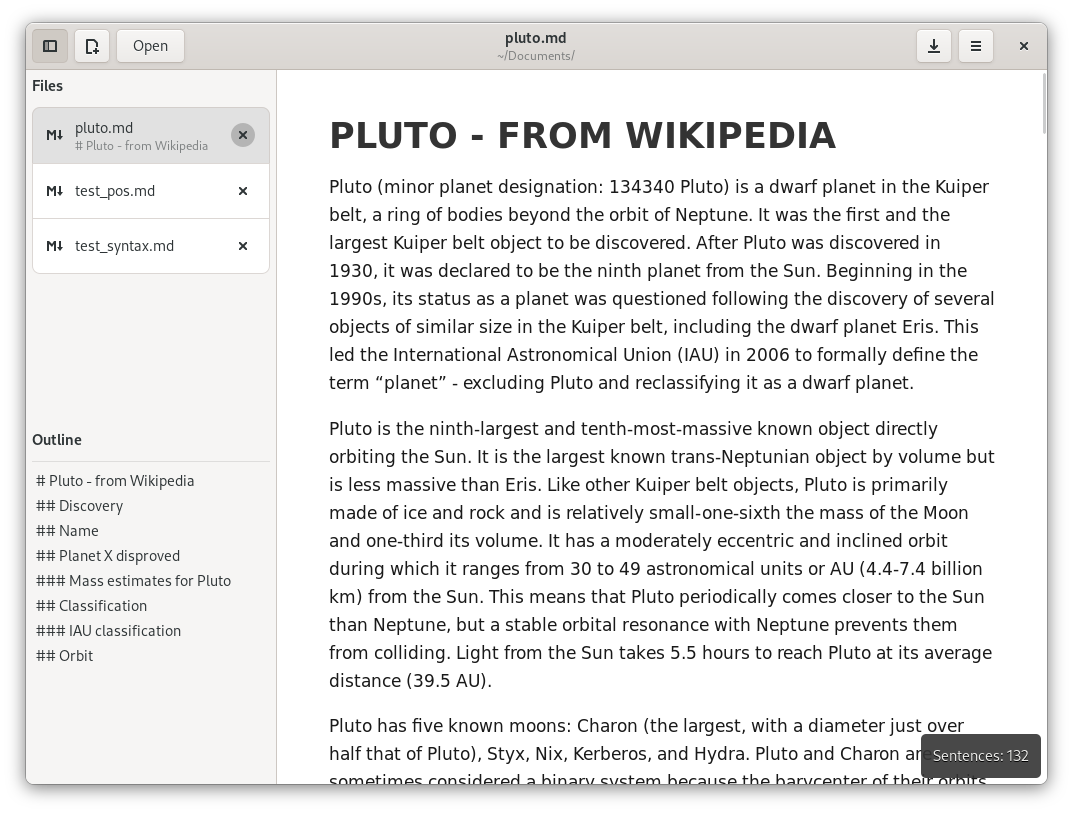 Open
pluto.md
~/Documents/
Files
M↓ pluto.md
# Pluto - from Wikipedia
M↓ test_pos.md
M↓ test_syntax.md
Outline
# Pluto - from Wikipedia
## Discovery
## Name
## Planet X disproved
### Mass estimates for Pluto
## Classification
### IAU classification
## Orbit
PLUTO - FROM WIKIPEDIA
Pluto (minor planet designation: 134340 Pluto) is a dwarf planet in the Kuiper
belt, a ring of bodies beyond the orbit of Neptune. It was the first and the
largest Kuiper belt object to be discovered. After Pluto was discovered in
1930, it was declared to be the ninth planet from the Sun. Beginning in the
1990s, its status as a planet was questioned following the discovery of several
objects of similar size in the Kuiper belt, including the dwarf planet Eris. This
led the International Astronomical Union (IAU) in 2006 to formally define the
term “planet” - excluding Pluto and reclassifying it as a dwarf planet.
Pluto is the ninth-largest and tenth-most-massive known object directly
orbiting the Sun. It is the largest known trans-Neptunian object by volume but
is less massive than Eris. Like other Kuiper belt objects, Pluto is primarily
made of ice and rock and is relatively small-one-sixth the mass of the Moon
and one-third its volume. It has a moderately eccentric and inclined orbit
during which it ranges from 30 to 49 astronomical units or AU (4.4-7.4 billion
km) from the Sun. This means that Pluto periodically comes closer to the Sun
than Neptune, but a stable orbital resonance with Neptune prevents them
from colliding. Light from the Sun takes 5.5 hours to reach Pluto at its average
distance (39.5 AU).
Pluto has five known moons: Charon (the largest, with a diameter just over
half that of Pluto), Styx, Nix, Kerberos, and Hydra. Pluto and Charon are
sometimes considered a binary system because the barycenter of their orbits
Sentences: 132